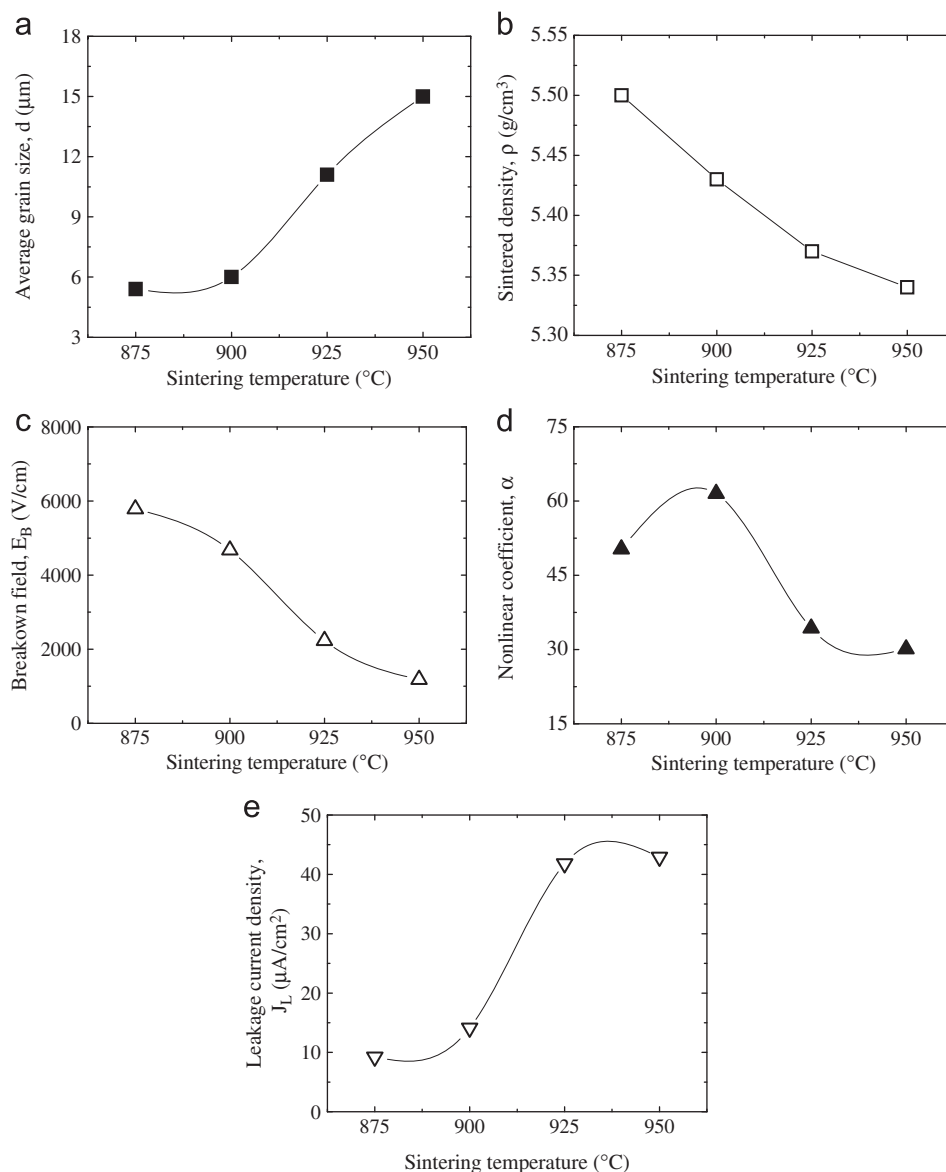 a
18
15
12
9
6
3
Average grain size, d (μm)
875 900 925 950
Sintering temperature (°C)
b
5.55
5.50
5.45
5.40
5.35
5.30
Sintered density, ρ (g/cm³)
875 900 925 950
Sintering temperature (°C)
c
8000
6000
4000
2000
0
Breakown field, E_B (V/cm)
875 900 925 950
Sintering temperature (°C)
d
75
60
45
30
15
Nonlinear coefficient, α
875 900 925 950
Sintering temperature (°C)
e
50
40
30
20
10
0
Leakage current density,
J_L (μA/cm²)
875 900 925 950
Sintering temperature (°C)